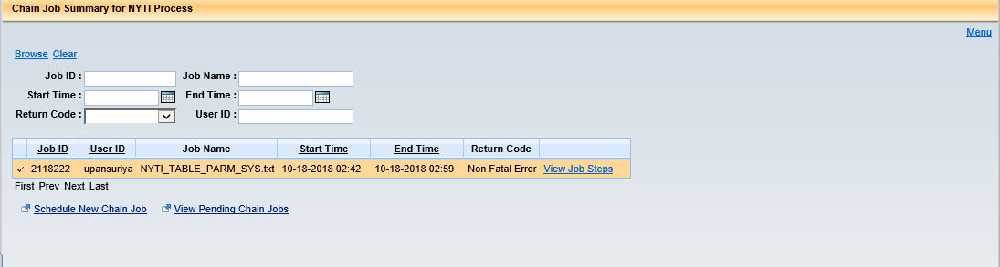 Chain Job Summary for NYTI Process
Menu
Browse Clear
Job ID : Job Name :
Start Time : End Time :
Return Code : User ID :
Job ID User ID Job Name Start Time End Time Return Code
2118222 upansuriya NYTI_TABLE_PARM_SYS.txt 10-18-2018 02:42 10-18-2018 02:59 Non Fatal Error View Job Steps
First Prev Next Last
Schedule New Chain Job View Pending Chain Jobs